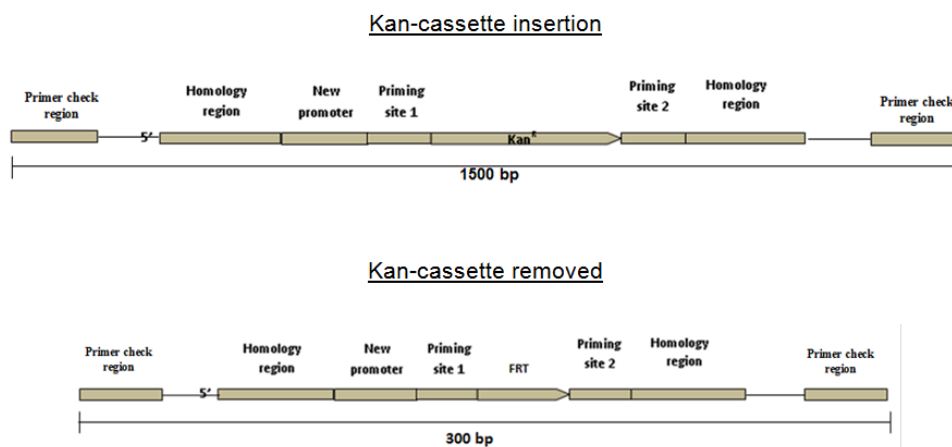 Kan-cassette insertion
Primer check
region
Homology
region
New
promoter
Priming
site 1
Priming
site 2
Homology
region
Primer check
region
5'
Kan^R
1500 bp
Kan-cassette removed
Primer check
region
Homology
region
New
promoter
Priming
site 1
FRT
Priming
site 2
Homology
region
Primer check
region
5'
300 bp